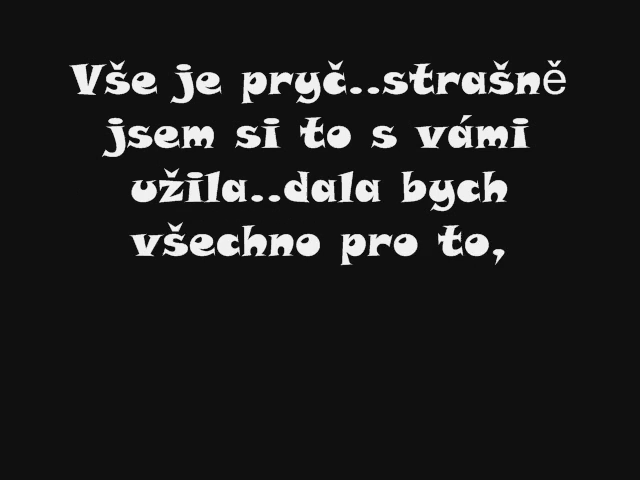 Vše je pryč..strašně
jsem si to s vámi
užila..dala bych
všechno pro to,